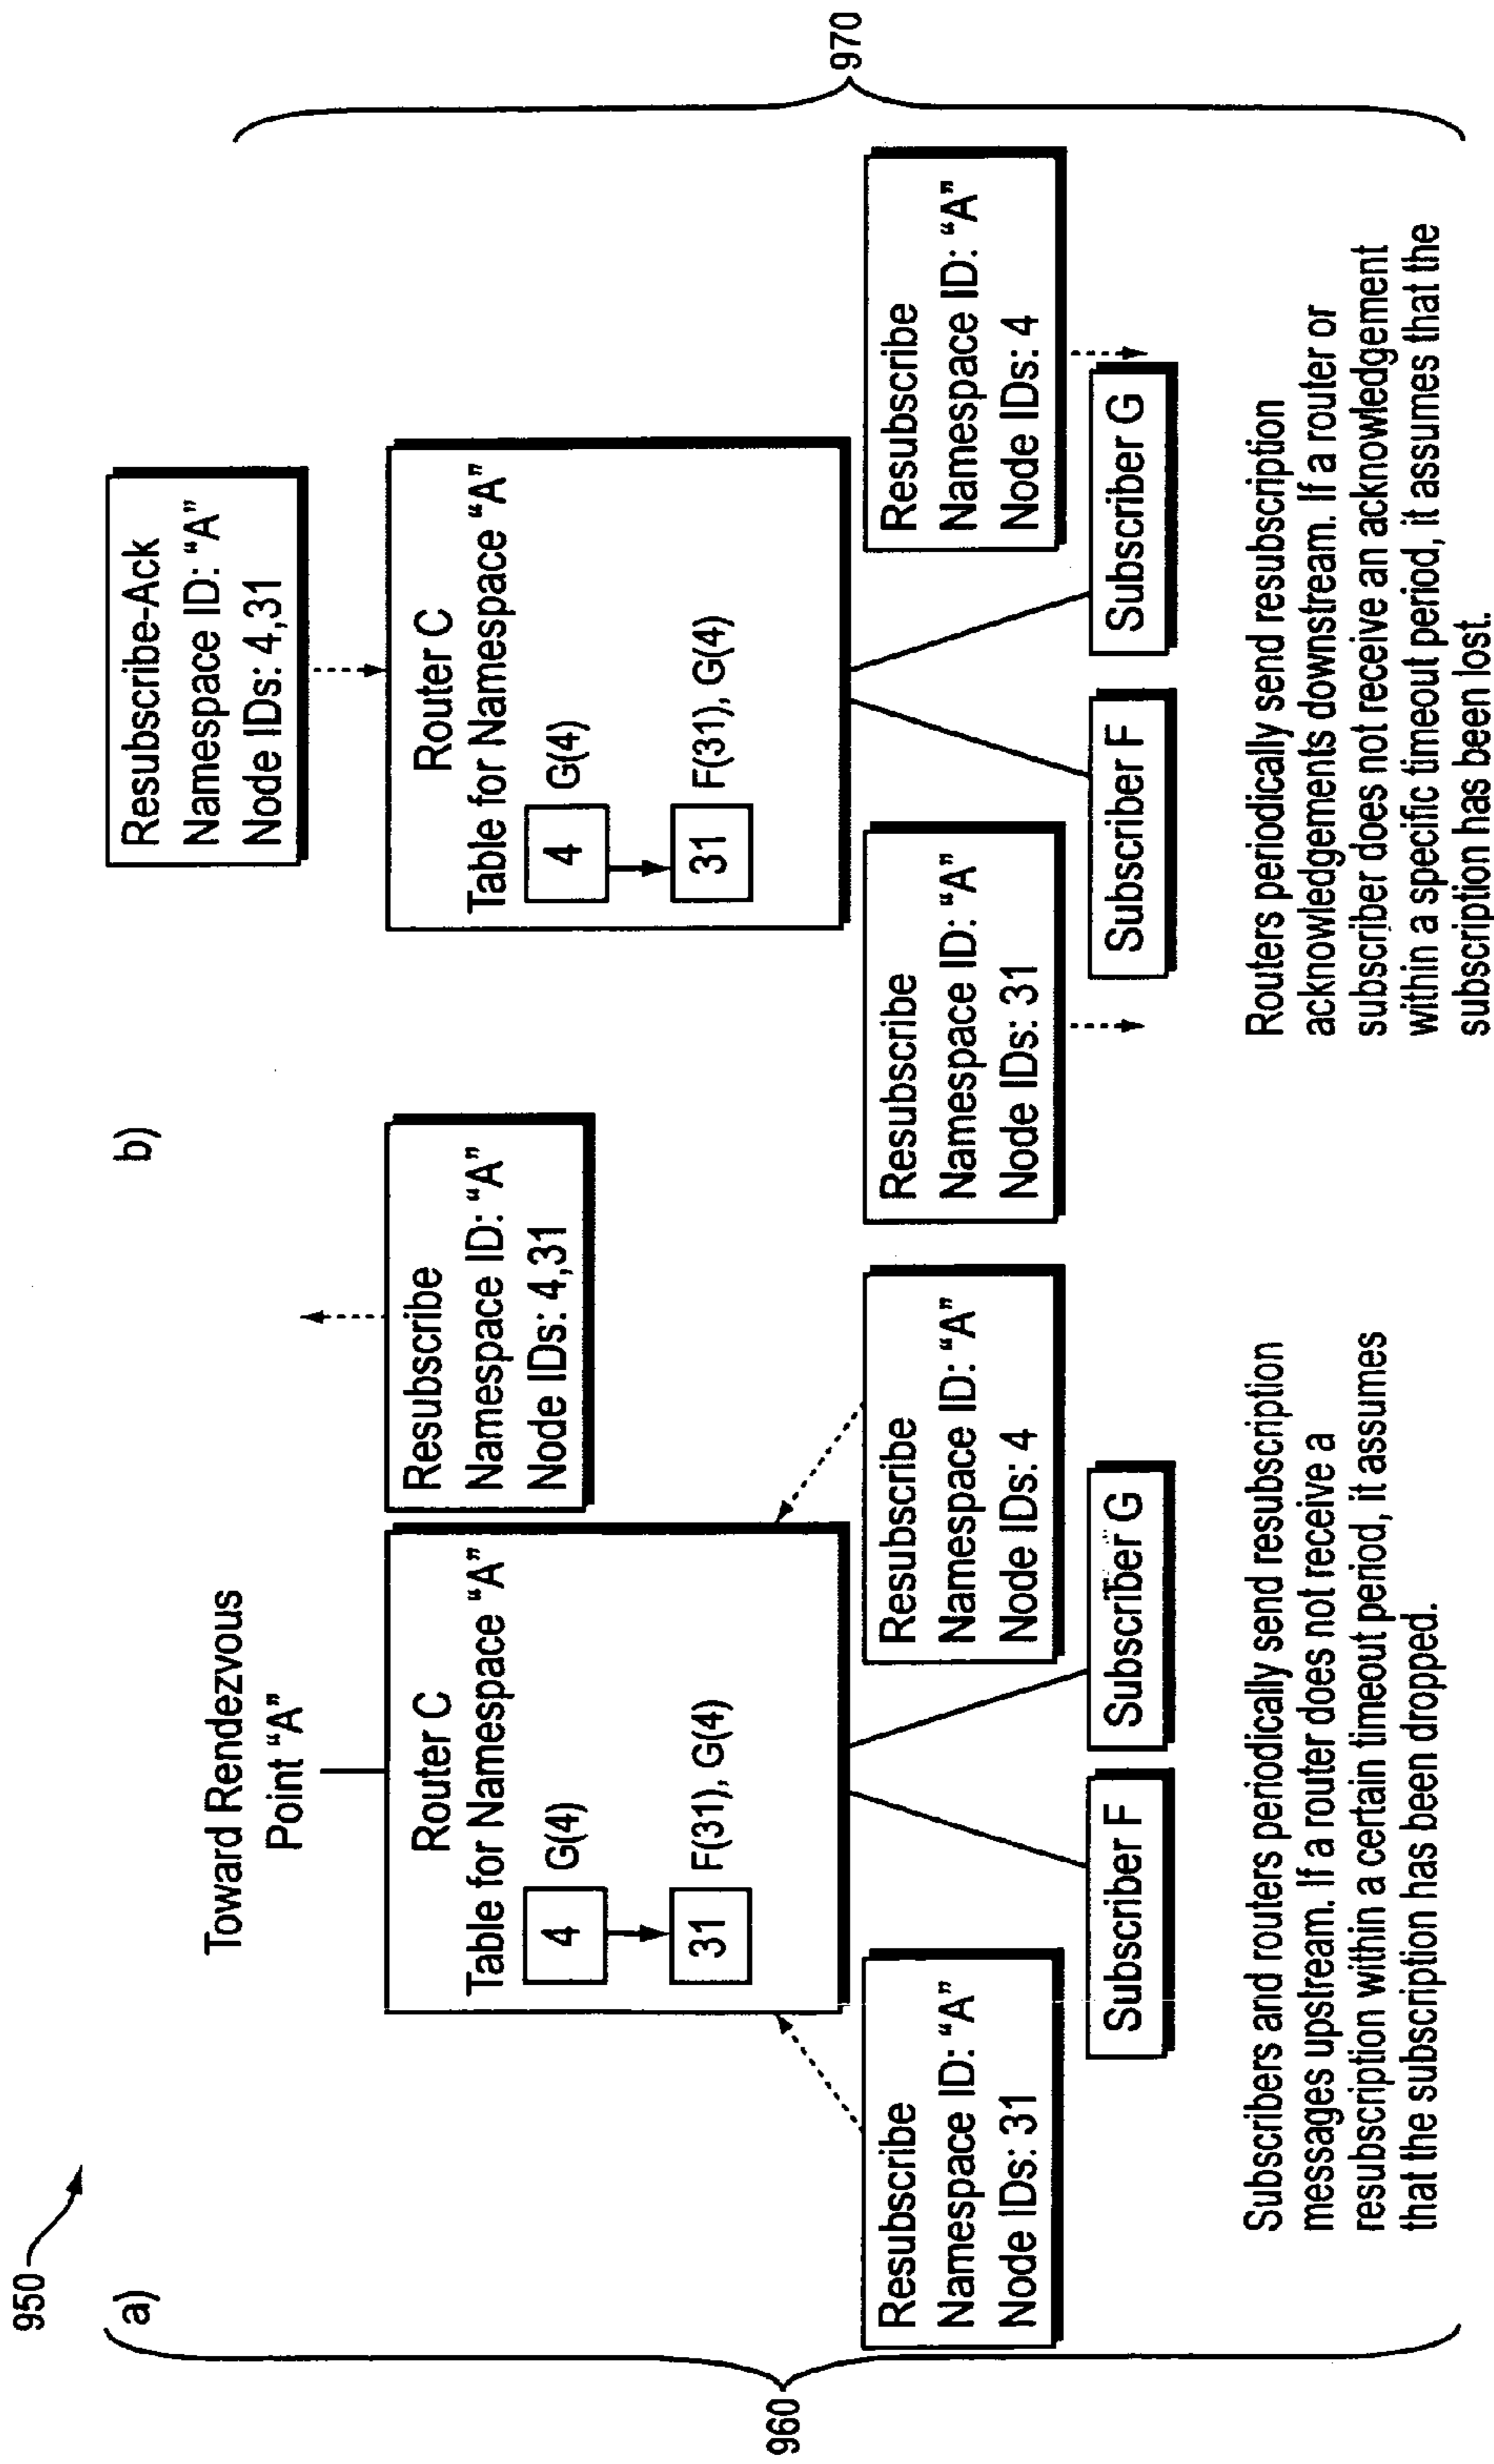 950
a)
960
Toward Rendezvous
Point “A”
Router C
Table for Namespace “A”
4
G(4)
31
F(31), G(4)
Resubscribe
Namespace ID: “A”
Node IDs: 4,31
Resubscribe
Namespace ID: “A”
Node IDs: 31
Resubscribe
Namespace ID: “A”
Node IDs: 4
Subscriber F
Subscriber G
Subscribers and routers periodically send resubscription
messages upstream. If a router does not receive a
resubscription within a certain timeout period, it assumes
that the subscription has been dropped.
b)
970
Resubscribe-Ack
Namespace ID: “A”
Node IDs: 4,31
Router C
Table for Namespace “A”
4
G(4)
31
F(31), G(4)
Resubscribe
Namespace ID: “A”
Node IDs: 31
Resubscribe
Namespace ID: “A”
Node IDs: 4
Subscriber F
Subscriber G
Routers periodically send resubscription
acknowledgements downstream. If a router or
subscriber does not receive an acknowledgement
within a specific timeout period, it assumes that the
subscription has been lost.